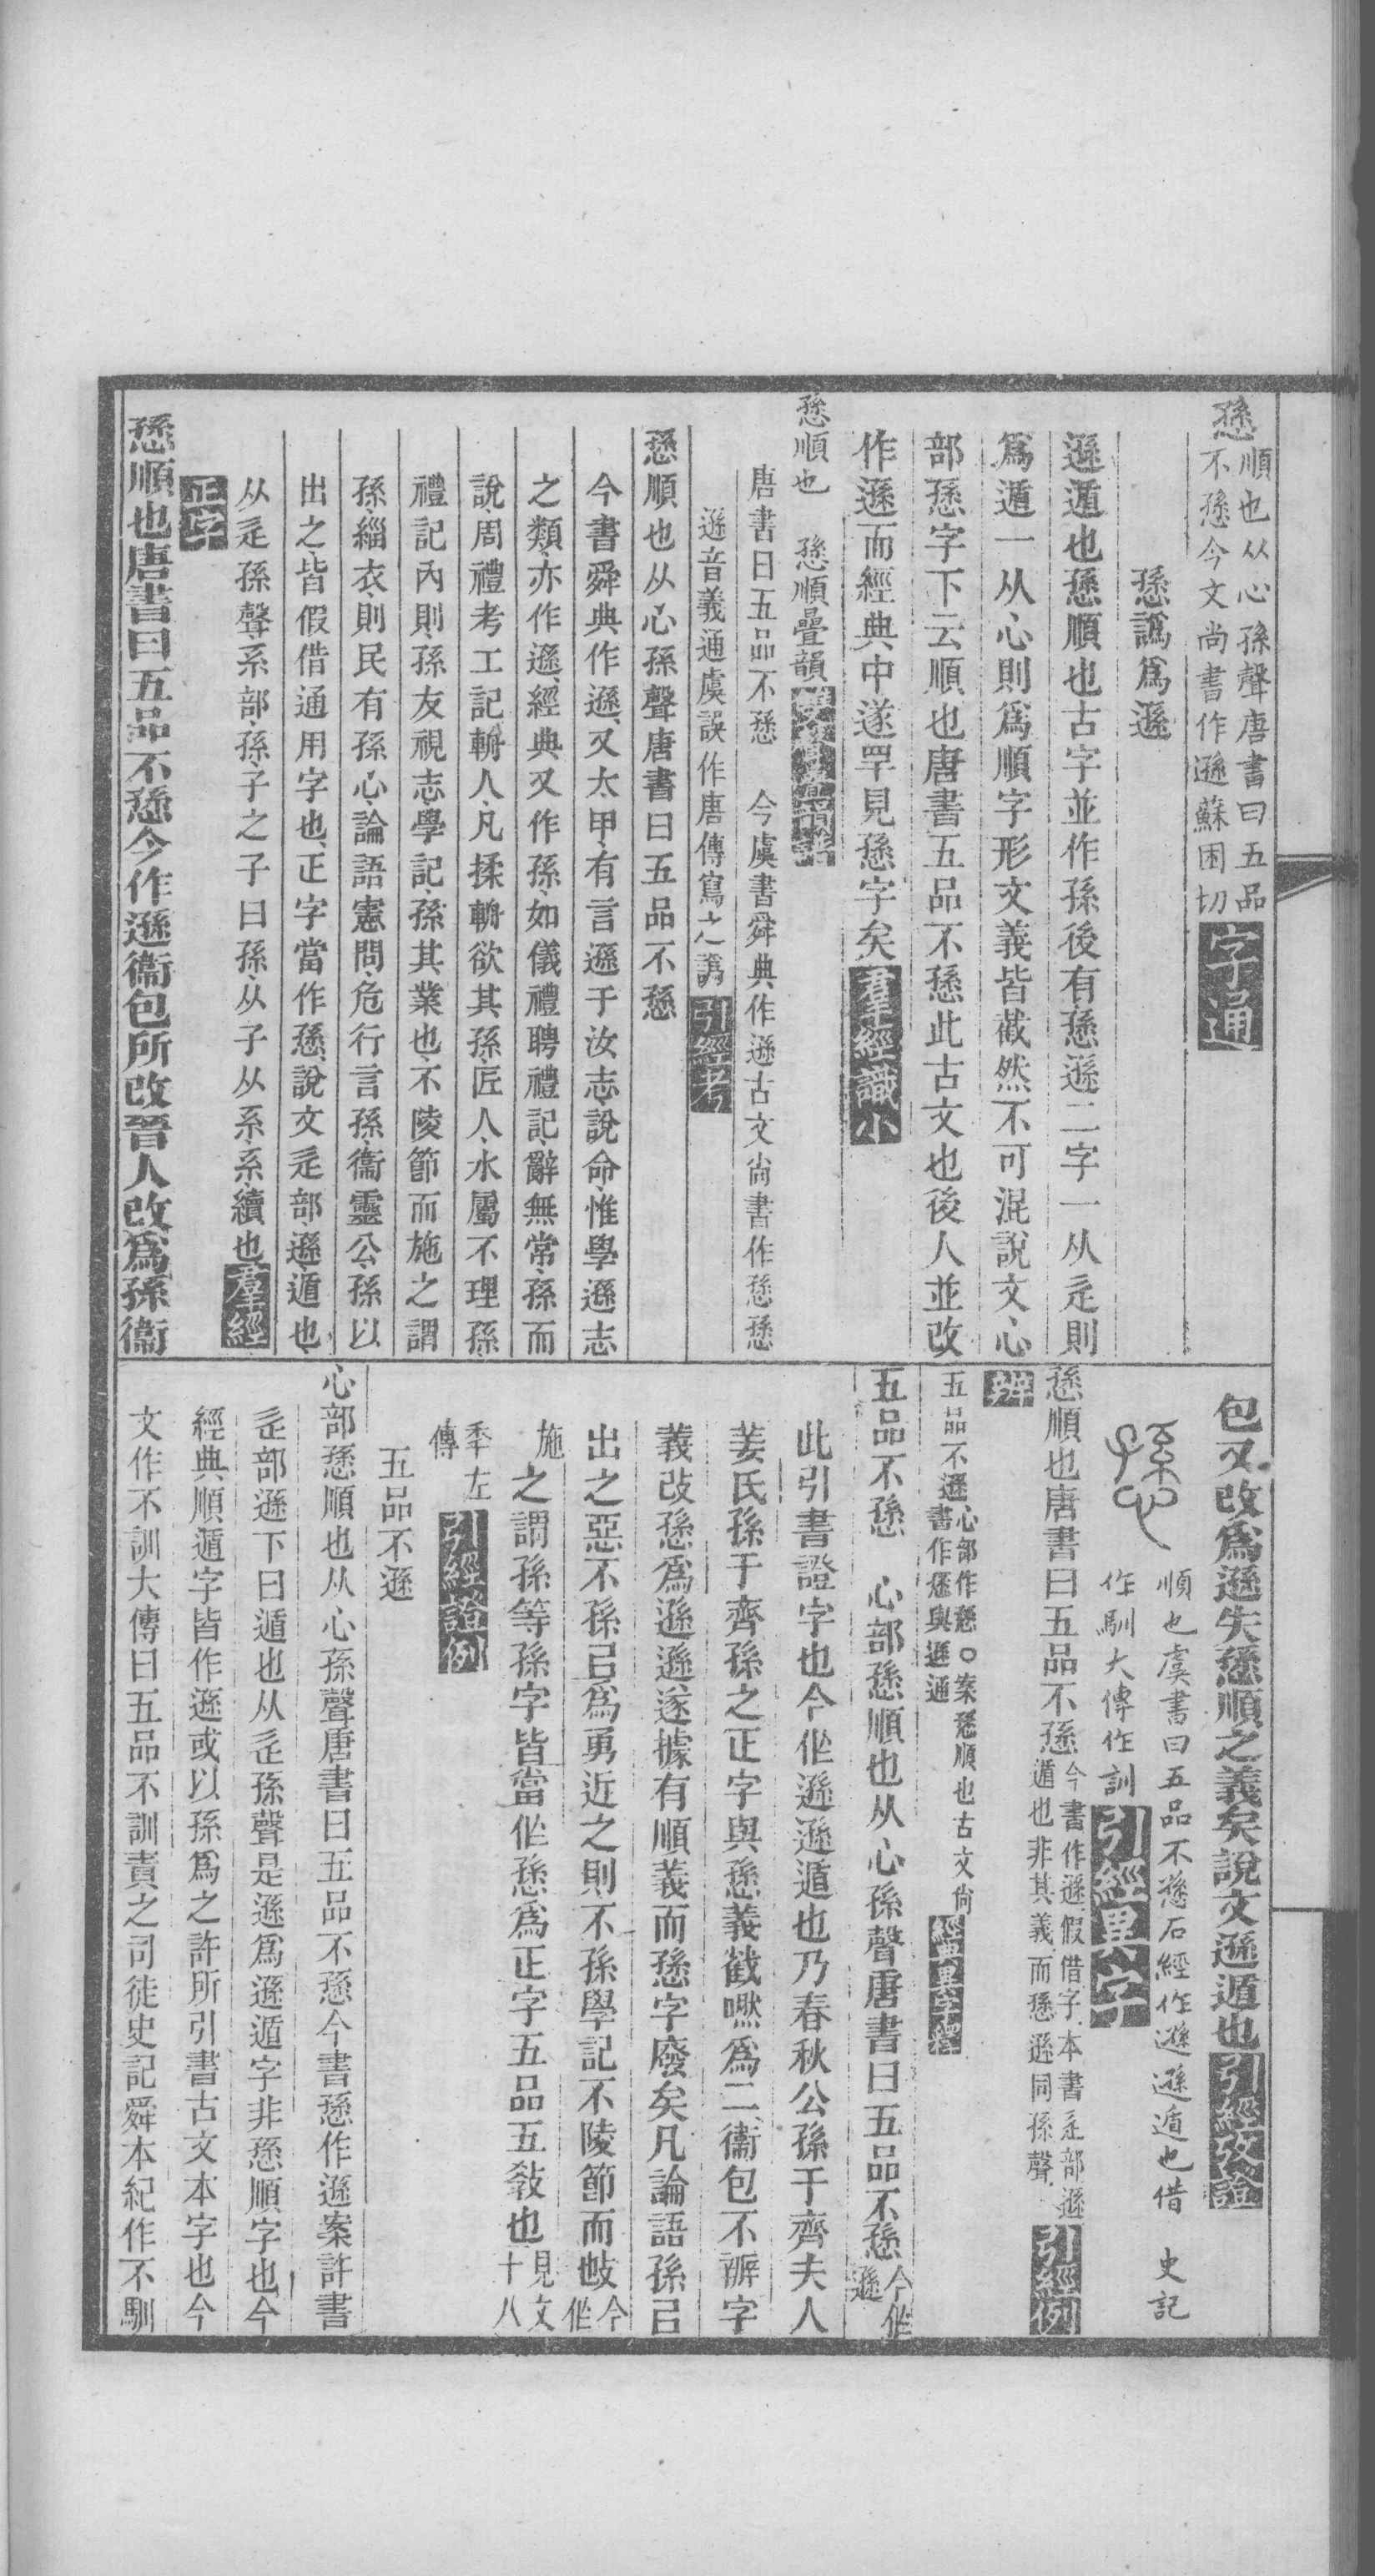 愻順也从心孫聲唐書曰五品
不愻今文尚書作遜蘇困切字通
愻譌爲遜
遜遁也愻順也古字並作孫後有愻遜二字一从辵則
爲遁一从心則爲順字形文義皆截然不可混說文心
部愻字下云順也唐書五品不愻此古文也後人並改
作遜而經典中遂罕見愻字矣羣經識小
愻順也　愻順疊韻
唐書曰五品不愻　今虞書舜典作遜古文尚書作愻愻
遜音義通虞誤作唐傳寫之譌引經考
愻順也从心孫聲唐書曰五品不愻
今書舜典作遜、又太甲、有言遜于汝志、說命、惟學遜志
之類、亦作遜、經典又作孫、如儀禮聘禮記、辭無常、孫而
說、周禮考工記輈人、凡揉輈欲其孫、匠人、水屬不理孫、
禮記內則、孫友視志、學記、孫其業也、不陵節而施之謂
孫、緇衣、則民有孫心、論語憲問、危行言孫、衞靈公、孫以
出之、皆假借通用字也、正字當作愻、說文辵部、遜、遁也、
从辵孫聲、系部、孫、子之子曰孫、从子从系、系、續也羣經
正字
愻順也唐書曰五品不愻今作遜衞包所改晉人改爲孫衞
包又改爲遜失愻順之義矣說文遜遁也引經攷證
愻順也虞書曰五品不愻石經作遜遜遁也借　史記
作馴大傳作訓引經異字
愻順也唐書曰五品不愻今書作遜、假借字、本書辵部、遜
遁也、非其義、而愻遜同孫聲、引經例
辨
五品不遜心部作愻○案愻順也古文尚
書作愻與遜通經異字經
五品不愻　心部愻順也从心孫聲唐書曰五品不愻今㑅
遜
此引書證字也今㑅遜遜遁也乃春秋公孫于齊夫人
姜氏孫于齊孫之正字與愻義戠嘫爲二衞包不辧字
義改愻爲遜遜遂據有順義而愻字廢矣凡論語孫㠯
出之惡不孫㠯爲勇近之則不孫學記不陵節而㪵今㑅
施之謂孫等孫字皆當㑅愻爲正字五品五敎也見文
十八
年左
傳引經證例
五品不遜
心部愻順也从心孫聲唐書曰五品不愻今書愻作遜案許書
辵部遜下曰遁也从辵孫聲是遜爲遜遁字非愻順字也今
經典順遁字皆作遜或以孫爲之許所引書古文本字也今
文作不訓大傳曰五品不訓責之司徒史記舜本紀作不馴